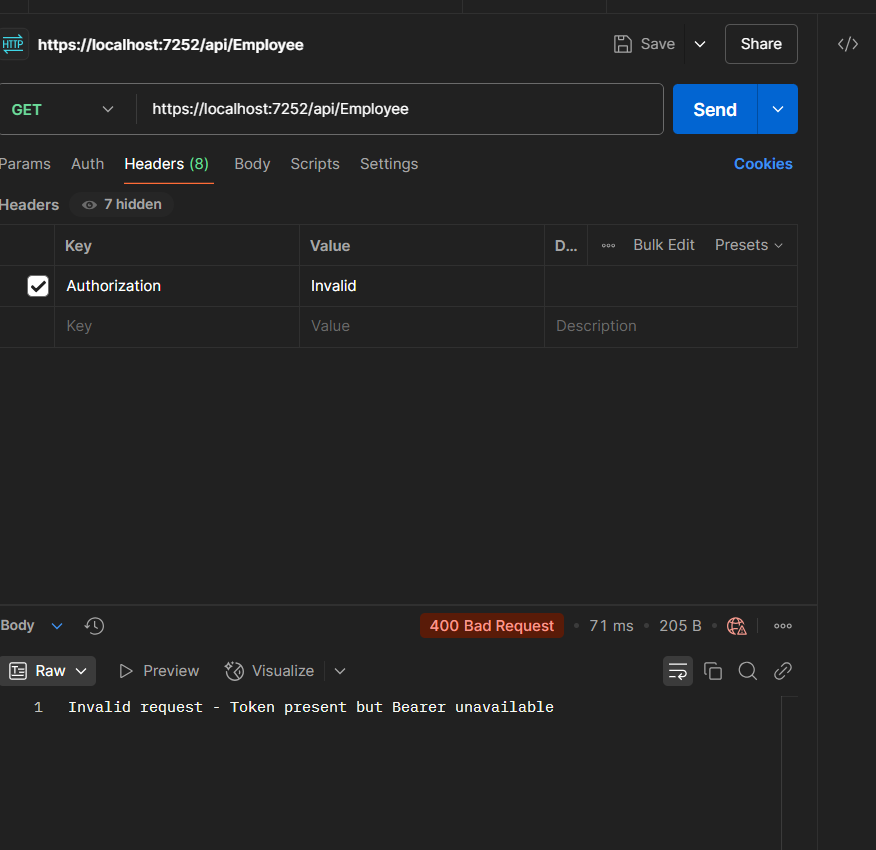 HTTP https://localhost:7252/api/Employee Save Share </>
GET https://localhost:7252/api/Employee Send
Params Auth Headers (8) Body Scripts Settings Cookies
Headers 7 hidden
Key Value D... Bulk Edit Presets
Authorization Invalid
Key Value Description
Body 400 Bad Request • 71 ms • 205 B
Raw Preview Visualize
1 Invalid request - Token present but Bearer unavailable